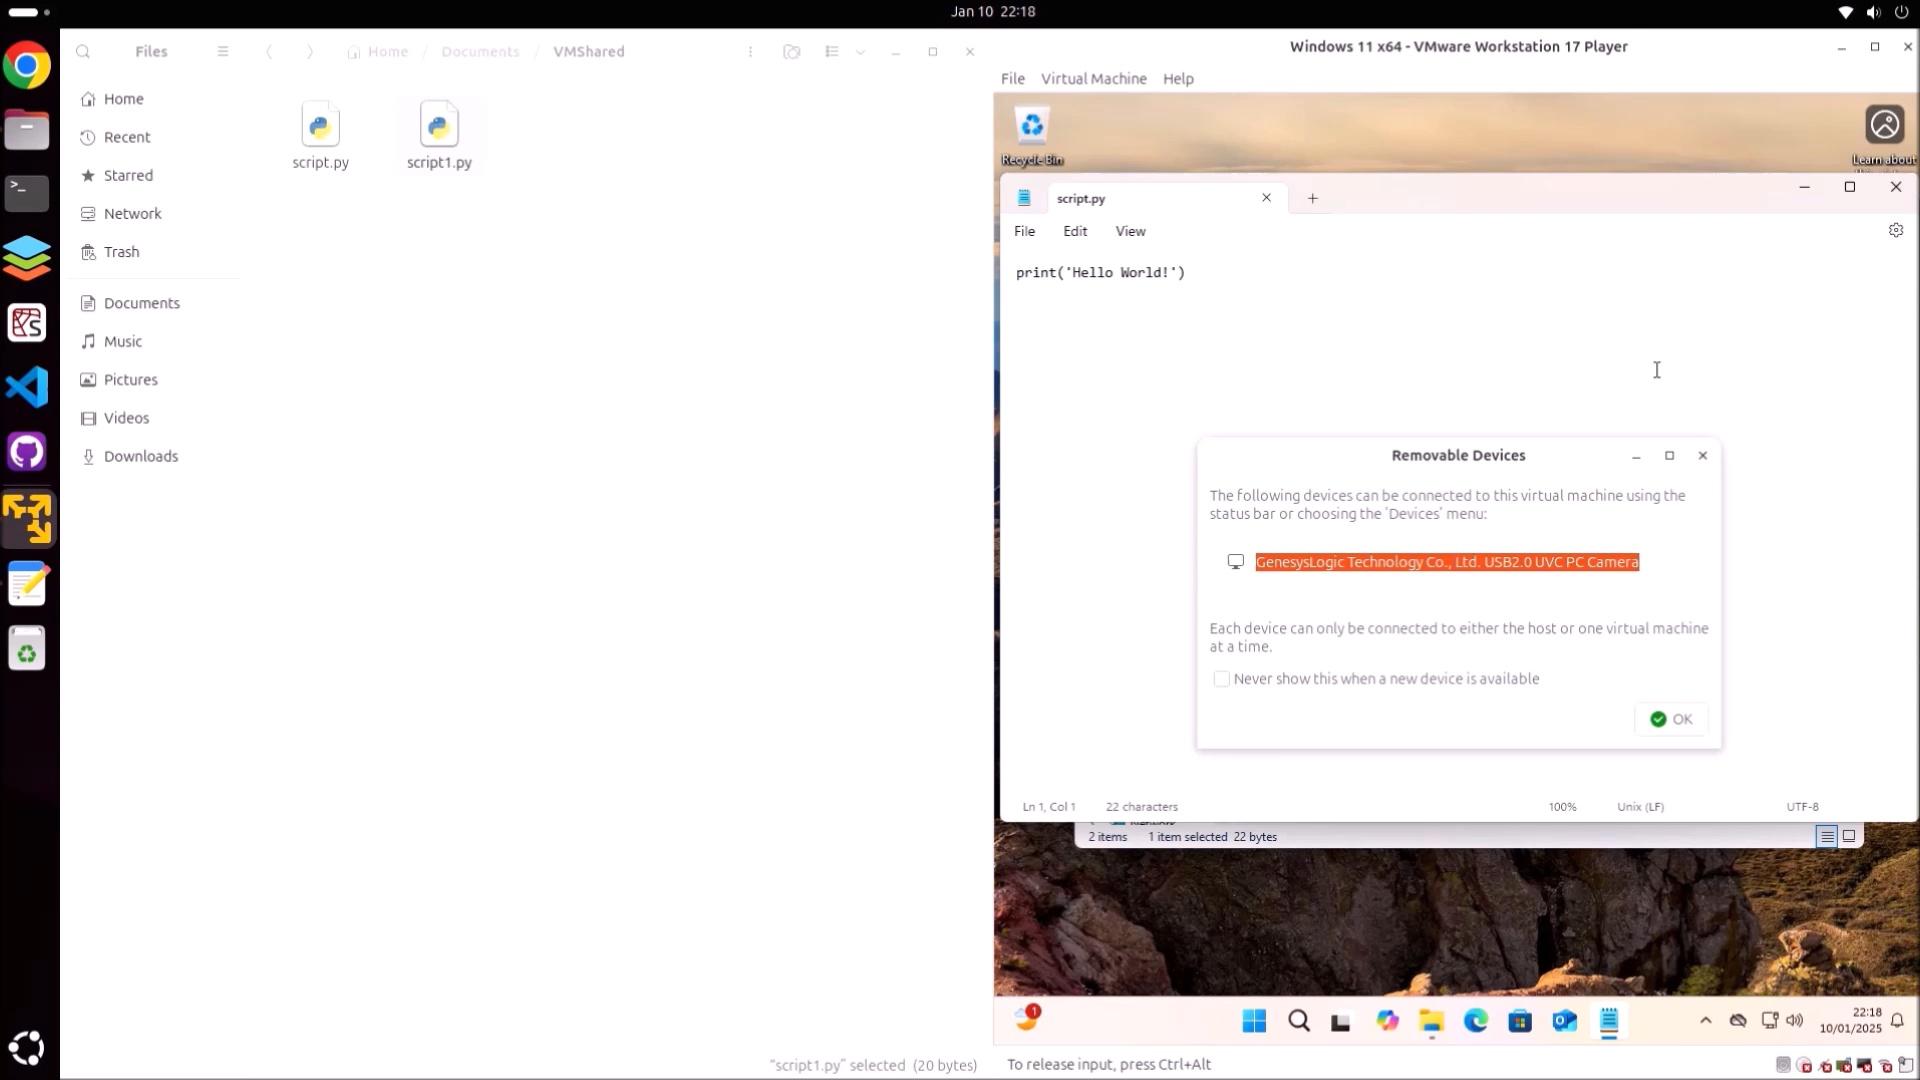 Jan 10 22:18
Files
Home / Documents / VMShared
Home
Recent
Starred
Network
Trash
Documents
Music
Pictures
Videos
Downloads
script.py
script1.py
"script1.py" selected (20 bytes)
Windows 11 x64 - VMware Workstation 17 Player
File Virtual Machine Help
Recycle Bin
Learn about
script.py
File Edit View
print('Hello World!')
Removable Devices
The following devices can be connected to this virtual machine using the
status bar or choosing the 'Devices' menu:
GenesysLogic Technology Co., Ltd. USB2.0 UVC PC Camera
Each device can only be connected to either the host or one virtual machine
at a time.
Never show this when a new device is available
OK
Ln 1, Col 1 22 characters 100% Unix (LF) UTF-8
2 items 1 item selected 22 bytes
1
22:18
10/01/2025
To release input, press Ctrl+Alt